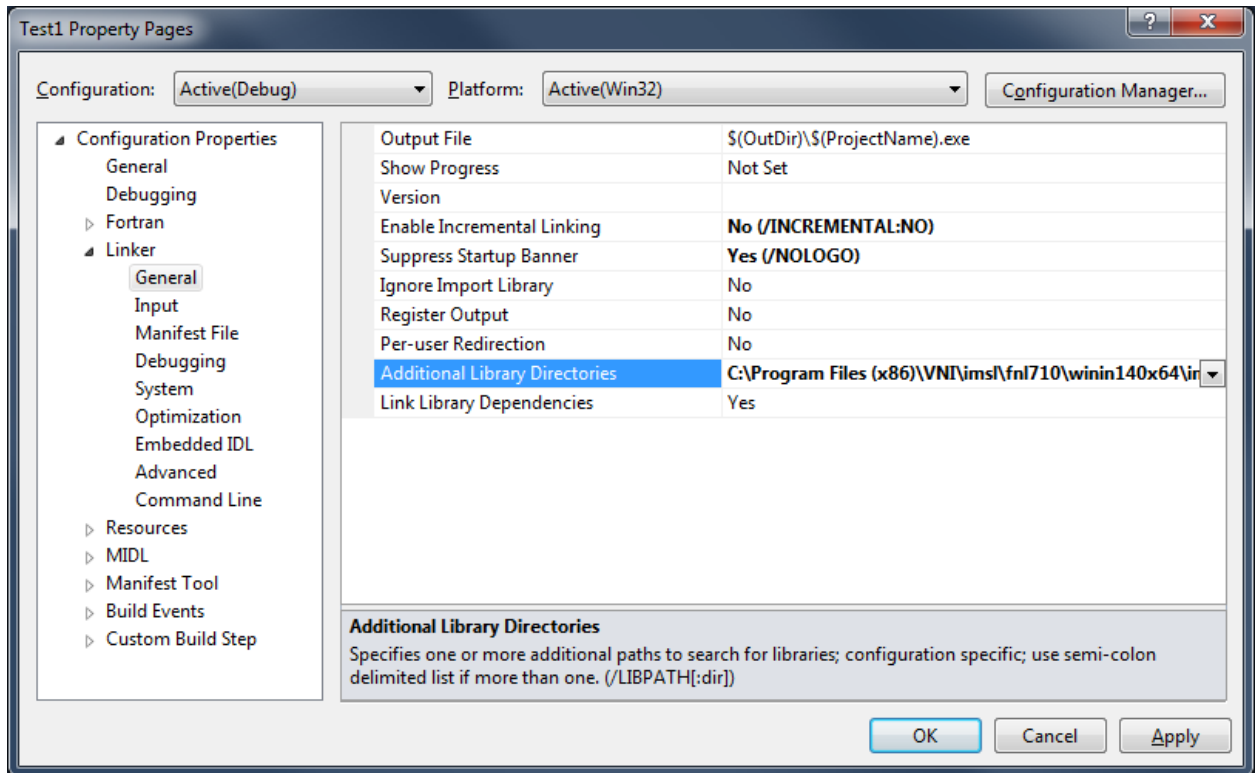 Test1 Property Pages
? X
Configuration: Active(Debug) Platform: Active(Win32) Configuration Manager...
Configuration Properties
General
Debugging
Fortran
Linker
General
Input
Manifest File
Debugging
System
Optimization
Embedded IDL
Advanced
Command Line
Resources
MIDL
Manifest Tool
Build Events
Custom Build Step
Output File $(OutDir)\$(ProjectName).exe
Show Progress Not Set
Version
Enable Incremental Linking No (/INCREMENTAL:NO)
Suppress Startup Banner Yes (/NOLOGO)
Ignore Import Library No
Register Output No
Per-user Redirection No
Additional Library Directories C:\Program Files (x86)\VNI\imsl\fnl710\winin140x64\
Link Library Dependencies Yes
Additional Library Directories
Specifies one or more additional paths to search for libraries; configuration specific; use semi-colon
delimited list if more than one. (/LIBPATH[:dir])
OK Cancel Apply